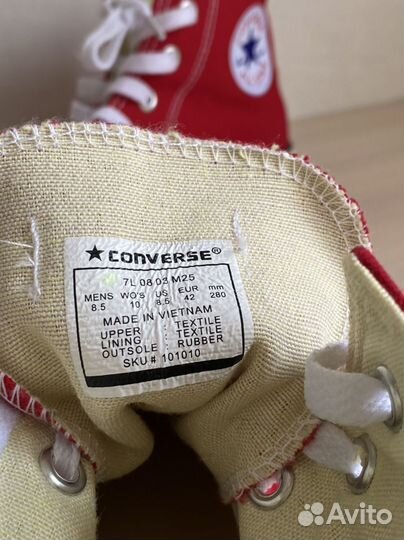 ★CONVERSE®
7L 08 03 M25
MENS WO'S US EUR mm
8.5 10 8.5 42 280
MADE IN VIETNAM
UPPER : TEXTILE
LINING : TEXTILE
OUTSOLE : RUBBER
SKU # 101010
Avito